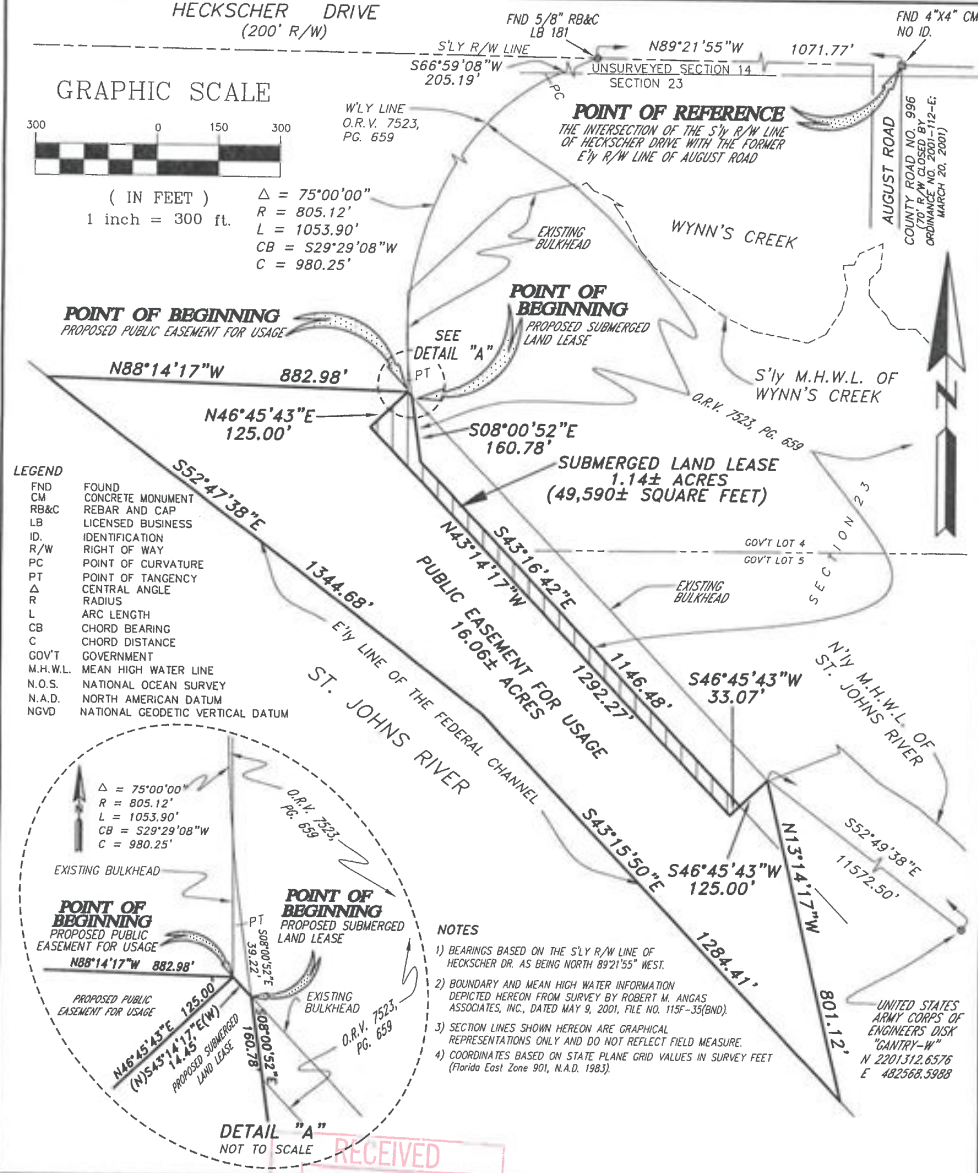 HECKSCHER DRIVE
(200' R/W)
FND 5/8" RB&C
LB 181
FND 4"X4" CM
NO ID.
S'LY R/W LINE
N89°21'55"W 1071.77'
S66°59'08"W
205.19'
UNSURVEYED SECTION 14
SECTION 23
PC
GRAPHIC SCALE
300 0 150 300
( IN FEET )
1 inch = 300 ft.
W'LY LINE
O.R.V. 7523,
PG. 659
POINT OF REFERENCE
THE INTERSECTION OF THE S'ly R/W LINE
OF HECKSCHER DRIVE WITH THE FORMER
E'ly R/W LINE OF AUGUST ROAD
AUGUST ROAD
COUNTY ROAD NO. 996
(70' R/W CLOSED BY
ORDINANCE NO. 2001-112-E;
MARCH 20, 2001)
Δ = 75°00'00"
R = 805.12'
L = 1053.90'
CB = S29°29'08"W
C = 980.25'
EXISTING
BULKHEAD
WYNN'S CREEK
POINT OF BEGINNING
PROPOSED PUBLIC EASEMENT FOR USAGE
POINT OF
BEGINNING
PROPOSED SUBMERGED
LAND LEASE
SEE
DETAIL "A"
PT
N
S'ly M.H.W.L. OF
WYNN'S CREEK
N88°14'17"W 882.98'
N46°45'43"E
125.00'
S08°00'52"E
160.78'
O.R.V. 7523, PG. 659
SUBMERGED LAND LEASE
1.14± ACRES
(49,590± SQUARE FEET)
LEGEND
FND FOUND
CM CONCRETE MONUMENT
RB&C REBAR AND CAP
LB LICENSED BUSINESS
ID. IDENTIFICATION
R/W RIGHT OF WAY
PC POINT OF CURVATURE
PT POINT OF TANGENCY
Δ CENTRAL ANGLE
R RADIUS
L ARC LENGTH
CB CHORD BEARING
C CHORD DISTANCE
GOV'T GOVERNMENT
M.H.W.L. MEAN HIGH WATER LINE
N.O.S. NATIONAL OCEAN SURVEY
N.A.D. NORTH AMERICAN DATUM
NGVD NATIONAL GEODETIC VERTICAL DATUM
S52°47'38"E
1344.68'
N43°14'17"W
1292.27'
S43°16'42"E
1146.48'
GOV'T LOT 4
GOV'T LOT 5
SECTION 23
EXISTING
BULKHEAD
PUBLIC EASEMENT FOR USAGE
16.06± ACRES
E'ly LINE OF THE FEDERAL CHANNEL
ST. JOHNS RIVER
S46°45'43"W
33.07'
N'ly M.H.W.L. OF
ST. JOHNS RIVER
S43°15'50"E
1284.41'
S46°45'43"W
125.00'
N13°14'17"W
801.12'
S52°49'38"E
11572.50'
UNITED STATES
ARMY CORPS OF
ENGINEERS DISK
"GANTRY-W"
N 2201312.6576
E 482568.5988
Δ = 75°00'00"
R = 805.12'
L = 1053.90'
CB = S29°29'08"W
C = 980.25'
O.R.V. 7523,
PG. 659
EXISTING BULKHEAD
POINT OF
BEGINNING
PROPOSED PUBLIC
EASEMENT FOR USAGE
PT
S08°00'52"E
39.22'
POINT OF
BEGINNING
PROPOSED SUBMERGED
LAND LEASE
N88°14'17"W 882.98'
PROPOSED PUBLIC
EASEMENT FOR USAGE
N46°45'43"E 125.00'
(N)S43°14'17"E(W)
14.45'
PROPOSED SUBMERGED
LAND LEASE
S08°00'52"E
160.78
EXISTING
BULKHEAD
O.R.V. 7523,
PG. 659
DETAIL "A"
NOT TO SCALE
NOTES
1) BEARINGS BASED ON THE S'LY R/W LINE OF
HECKSCHER DR. AS BEING NORTH 89°21'55" WEST.
2) BOUNDARY AND MEAN HIGH WATER INFORMATION
DEPICTED HEREON FROM SURVEY BY ROBERT M. ANGAS
ASSOCIATES, INC., DATED MAY 9, 2001, FILE NO. 115F-35(BND).
3) SECTION LINES SHOWN HEREON ARE GRAPHICAL
REPRESENTATIONS ONLY AND DO NOT REFLECT FIELD MEASURE.
4) COORDINATES BASED ON STATE PLANE GRID VALUES IN SURVEY FEET
(Florida East Zone 901, N.A.D. 1983).
RECEIVED